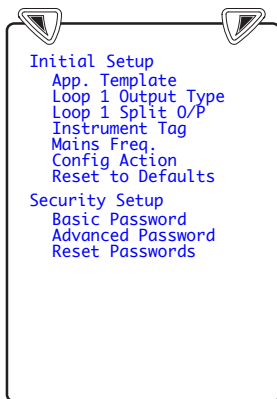 Initial Setup
App. Template
Loop 1 Output Type
Loop 1 Split O/P
Instrument Tag
Mains Freq.
Config Action
Reset to Defaults
Security Setup
Basic Password
Advanced Password
Reset Passwords